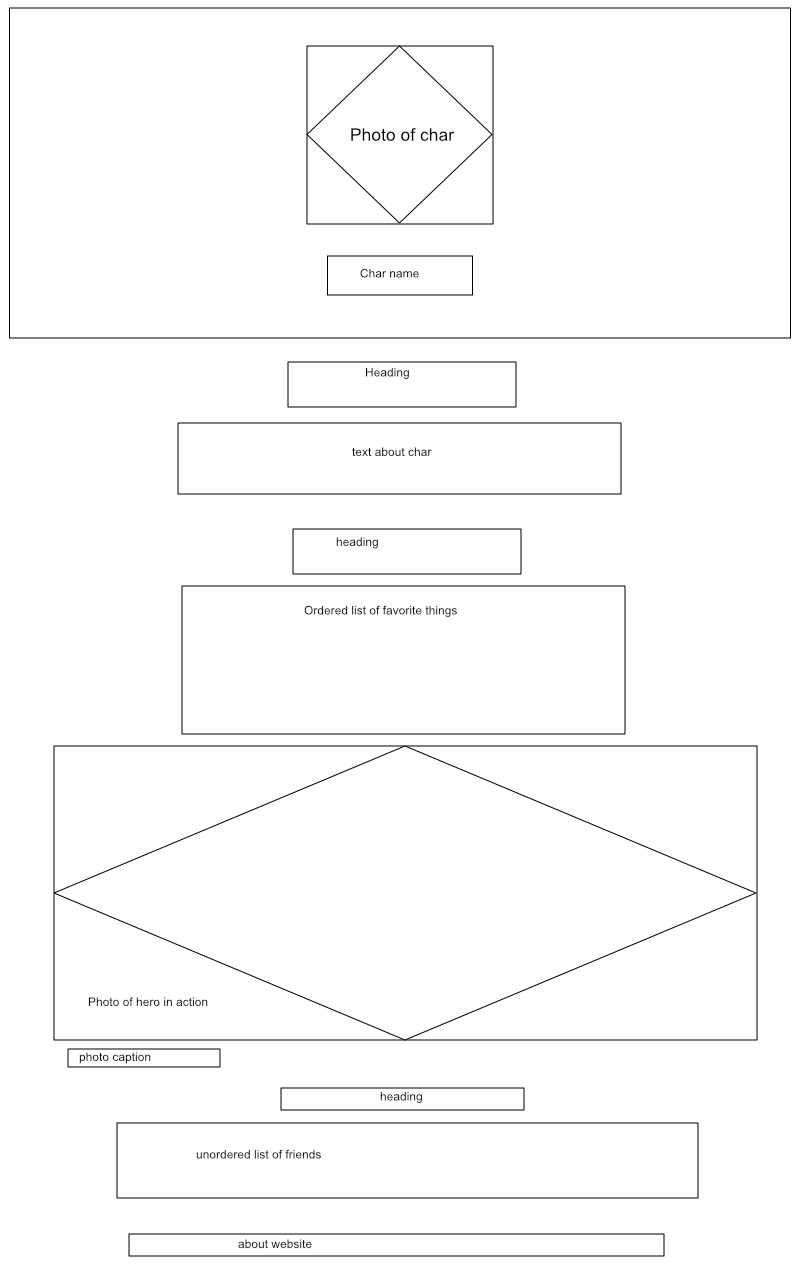 Photo of char
Char name
Heading
text about char
heading
Ordered list of favorite things
Photo of hero in action
photo caption
heading
unordered list of friends
about website